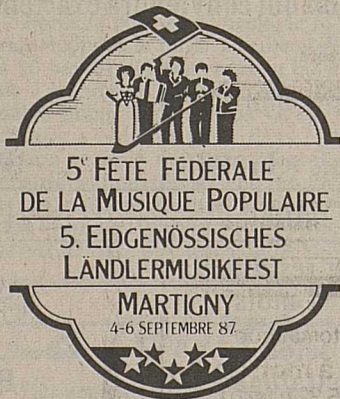 5e FÊTE FÉDÉRALE
DE LA MUSIQUE POPULAIRE
5. EIDGENÖSSISCHES
LÄNDLERMUSIKFEST
MARTIGNY
4-6 SEPTEMBRE 87